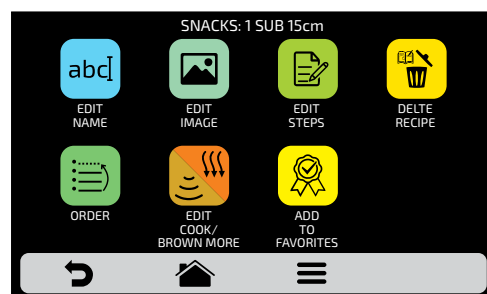 SNACKS: 1 SUB 15cm
abc
EDIT
NAME
EDIT
IMAGE
EDIT
STEPS
DELTE
RECIPE
ORDER
EDIT
COOK/
BROWN MORE
ADD
TO
FAVORITES